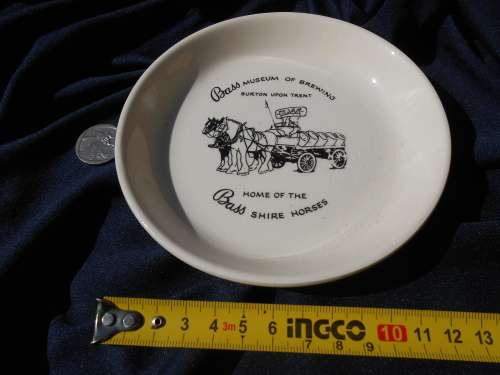 Bass MUSEUM OF BREWING
BURTON UPON TRENT
BASS
HOME OF THE
Bass SHIRE HORSES
3 4 3m 5 INGCO 7 8 9 10 11 12 13